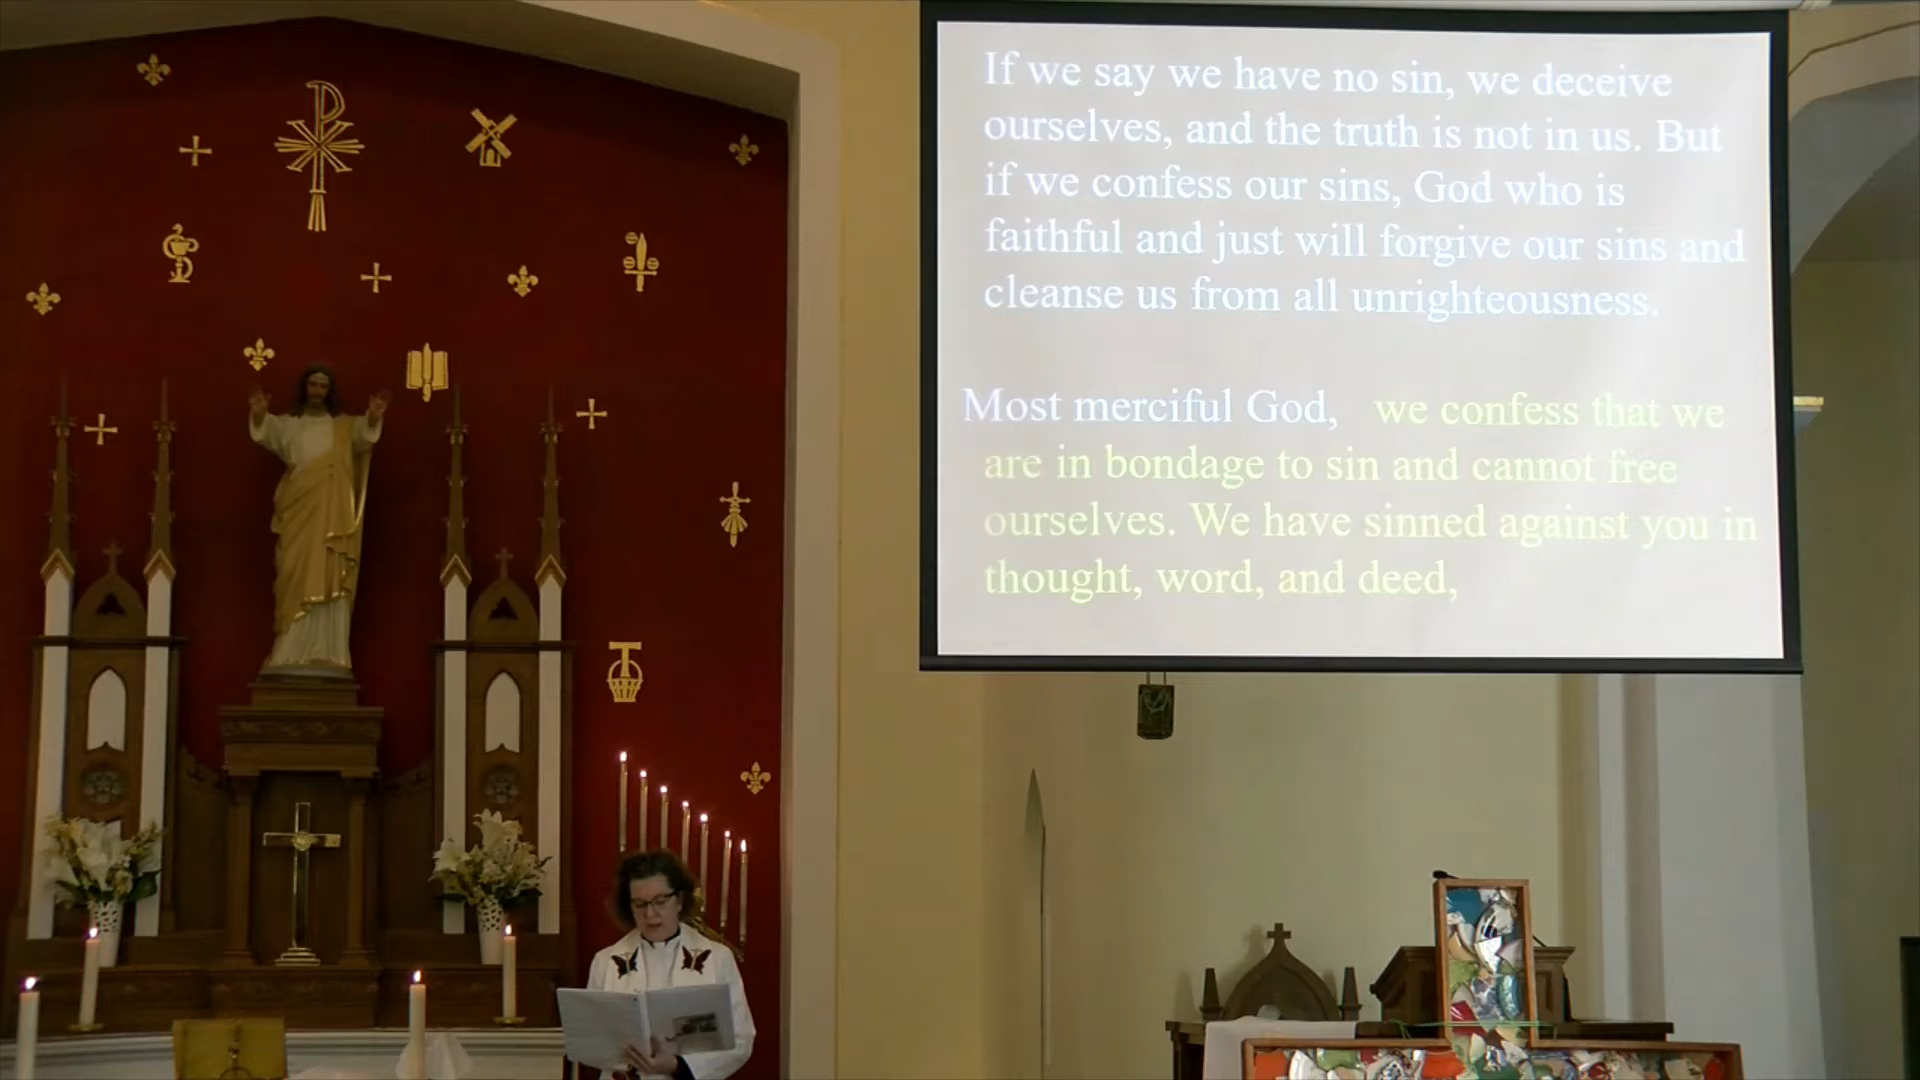 If we say we have no sin, we deceive
ourselves, and the truth is not in us. But
if we confess our sins, God who is
faithful and just will forgive our sins and
cleanse us from all unrighteousness.
Most merciful God, we confess that we
are in bondage to sin and cannot free
ourselves. We have sinned against you in
thought, word, and deed,